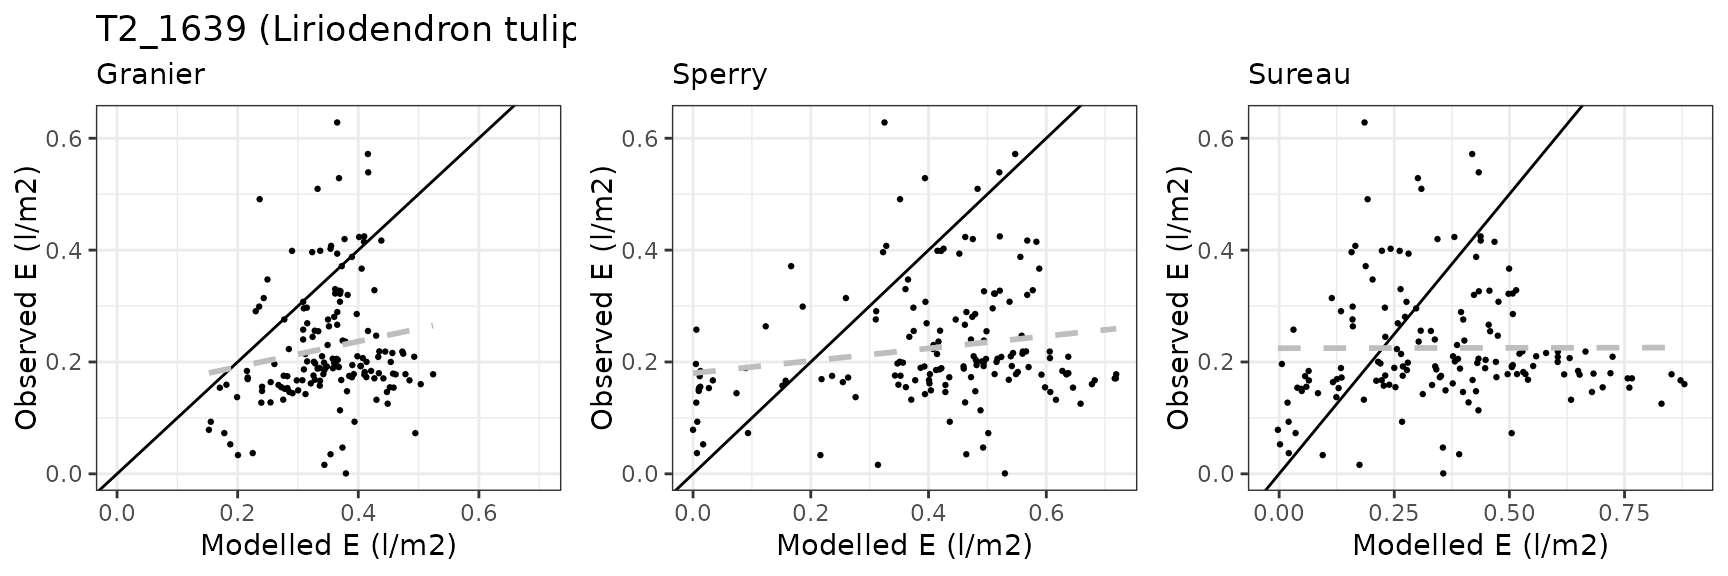 T2_1639 (Liriodendron tulip
Granier
Sperry
Sureau
Observed E (l/m2)
0.6
0.4
0.2
0.0
0.0 0.2 0.4 0.6
Modelled E (l/m2)
Observed E (l/m2)
0.6
0.4
0.2
0.0
0.0 0.2 0.4 0.6
Modelled E (l/m2)
Observed E (l/m2)
0.6
0.4
0.2
0.0
0.00 0.25 0.50 0.75
Modelled E (l/m2)